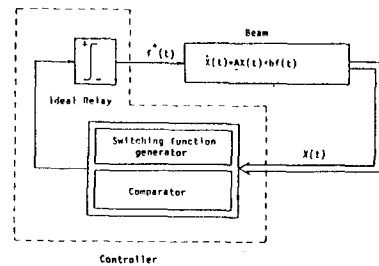 Beam
+
f*(t)
Ẋ(t)=AX(t)+bf(t)
Ideal Relay
Switching function
generator
X(t)
Comparator
Controller